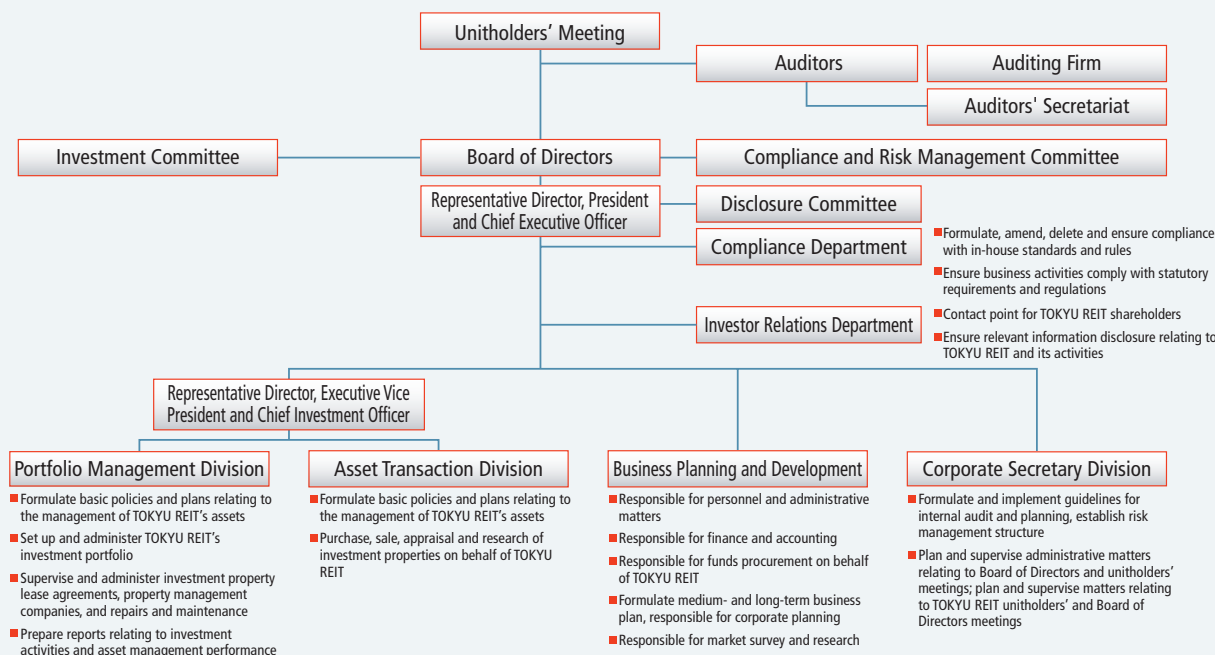 Unitholders’ Meeting
Auditors
Auditing Firm
Auditors' Secretariat
Investment Committee
Board of Directors
Compliance and Risk Management Committee
Representative Director, President
and Chief Executive Officer
Disclosure Committee
Compliance Department
Formulate, amend, delete and ensure compliance
with in-house standards and rules
Ensure business activities comply with statutory
requirements and regulations
Investor Relations Department
Contact point for TOKYU REIT shareholders
Ensure relevant information disclosure relating to
TOKYU REIT and its activities
Representative Director, Executive Vice
President and Chief Investment Officer
Portfolio Management Division
Formulate basic policies and plans relating to
the management of TOKYU REIT’s assets
Set up and administer TOKYU REIT’s
investment portfolio
Supervise and administer investment property
lease agreements, property management
companies, and repairs and maintenance
Prepare reports relating to investment
activities and asset management performance
Asset Transaction Division
Formulate basic policies and plans relating to
the management of TOKYU REIT’s assets
Purchase, sale, appraisal and research of
investment properties on behalf of TOKYU
REIT
Business Planning and Development
Responsible for personnel and administrative
matters
Responsible for finance and accounting
Responsible for funds procurement on behalf
of TOKYU REIT
Formulate medium- and long-term business
plan, responsible for corporate planning
Responsible for market survey and research
Corporate Secretary Division
Formulate and implement guidelines for
internal audit and planning, establish risk
management structure
Plan and supervise administrative matters
relating to Board of Directors and unitholders’
meetings; plan and supervise matters relating
to TOKYU REIT unitholders’ and Board of
Directors meetings